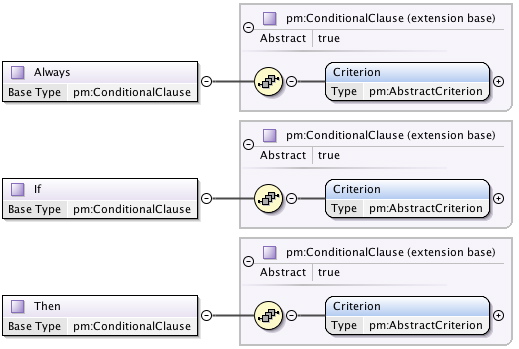 pm:ConditionalClause (extension base)
Abstract true
Always
Base Type pm:ConditionalClause
Criterion
Type pm:AbstractCriterion
pm:ConditionalClause (extension base)
Abstract true
If
Base Type pm:ConditionalClause
Criterion
Type pm:AbstractCriterion
pm:ConditionalClause (extension base)
Abstract true
Then
Base Type pm:ConditionalClause
Criterion
Type pm:AbstractCriterion